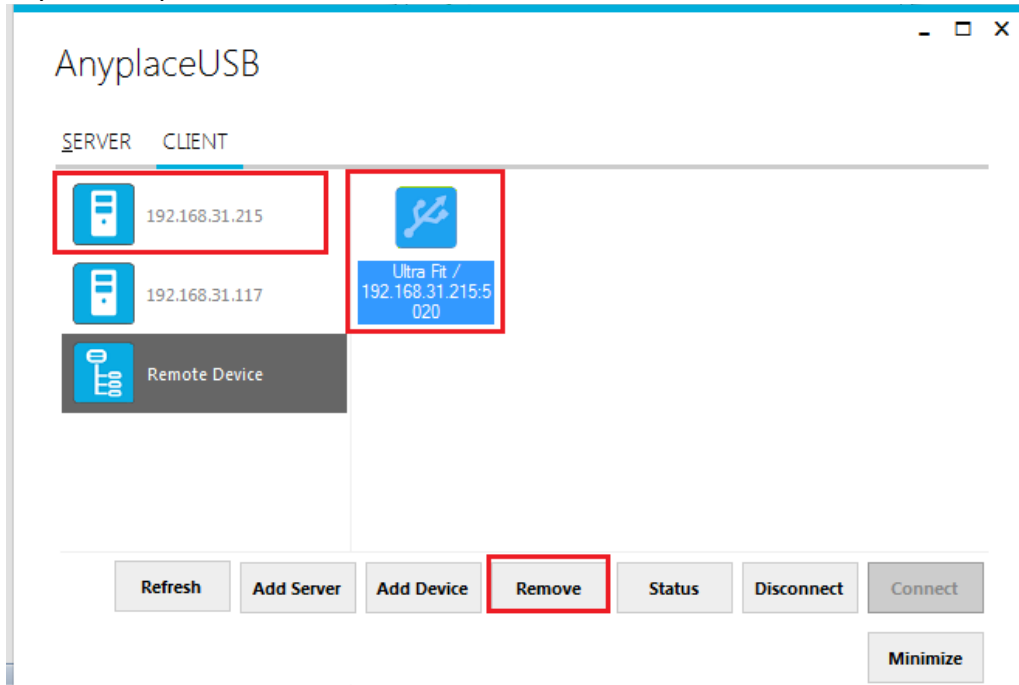 AnyplaceUSB
SERVER CLIENT
192.168.31.215
192.168.31.117
Remote Device
Ultra Fit /
192.168.31.215:5
020
Refresh Add Server Add Device Remove Status Disconnect Connect
Minimize